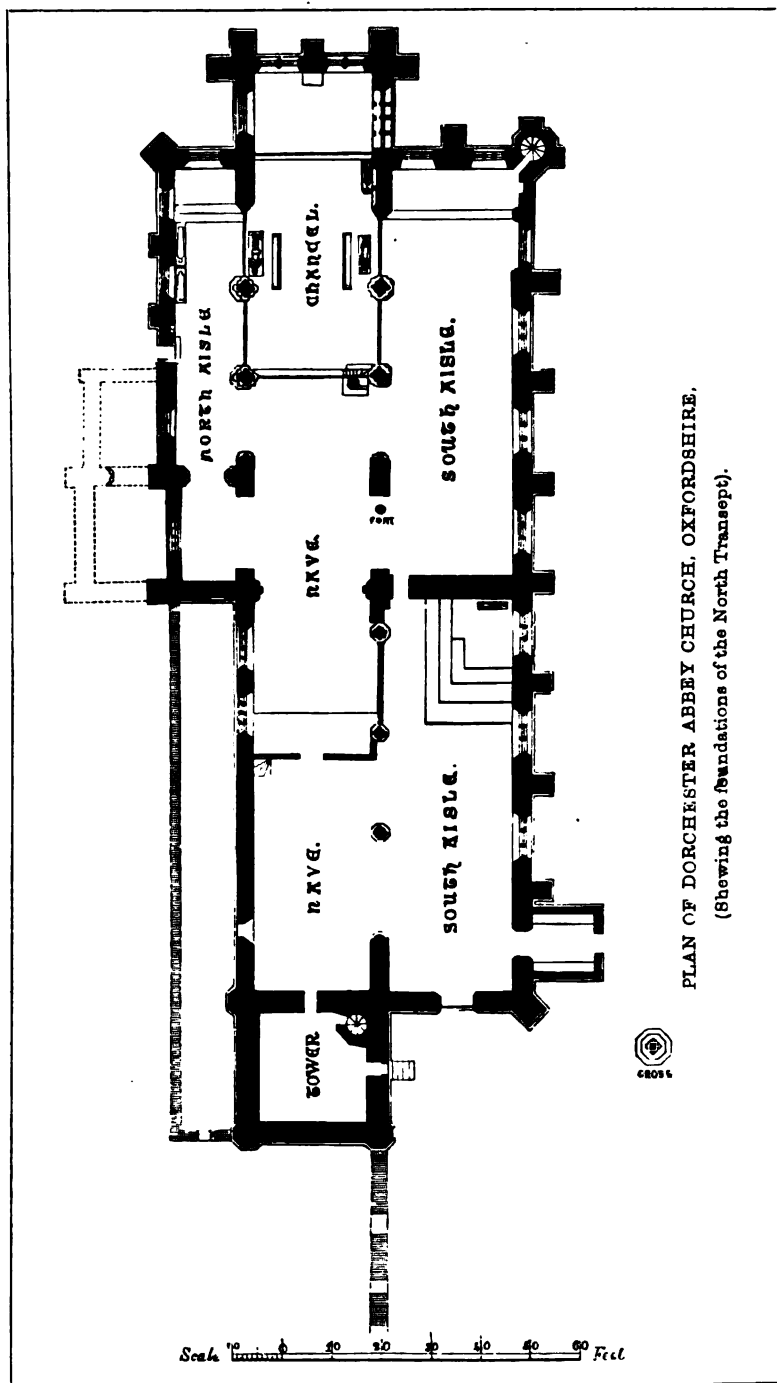 CHANCEL.
NORTH AISLE
SOUTH AISLE.
NAVE.
FONT
NAVE.
SOUTH AISLE.
TOWER
CROSS
PLAN OF DORCHESTER ABBEY CHURCH, OXFORDSHIRE,
(Shewing the foundations of the North Transept).
Scale 10 0 10 20 30 40 50 60 Feet